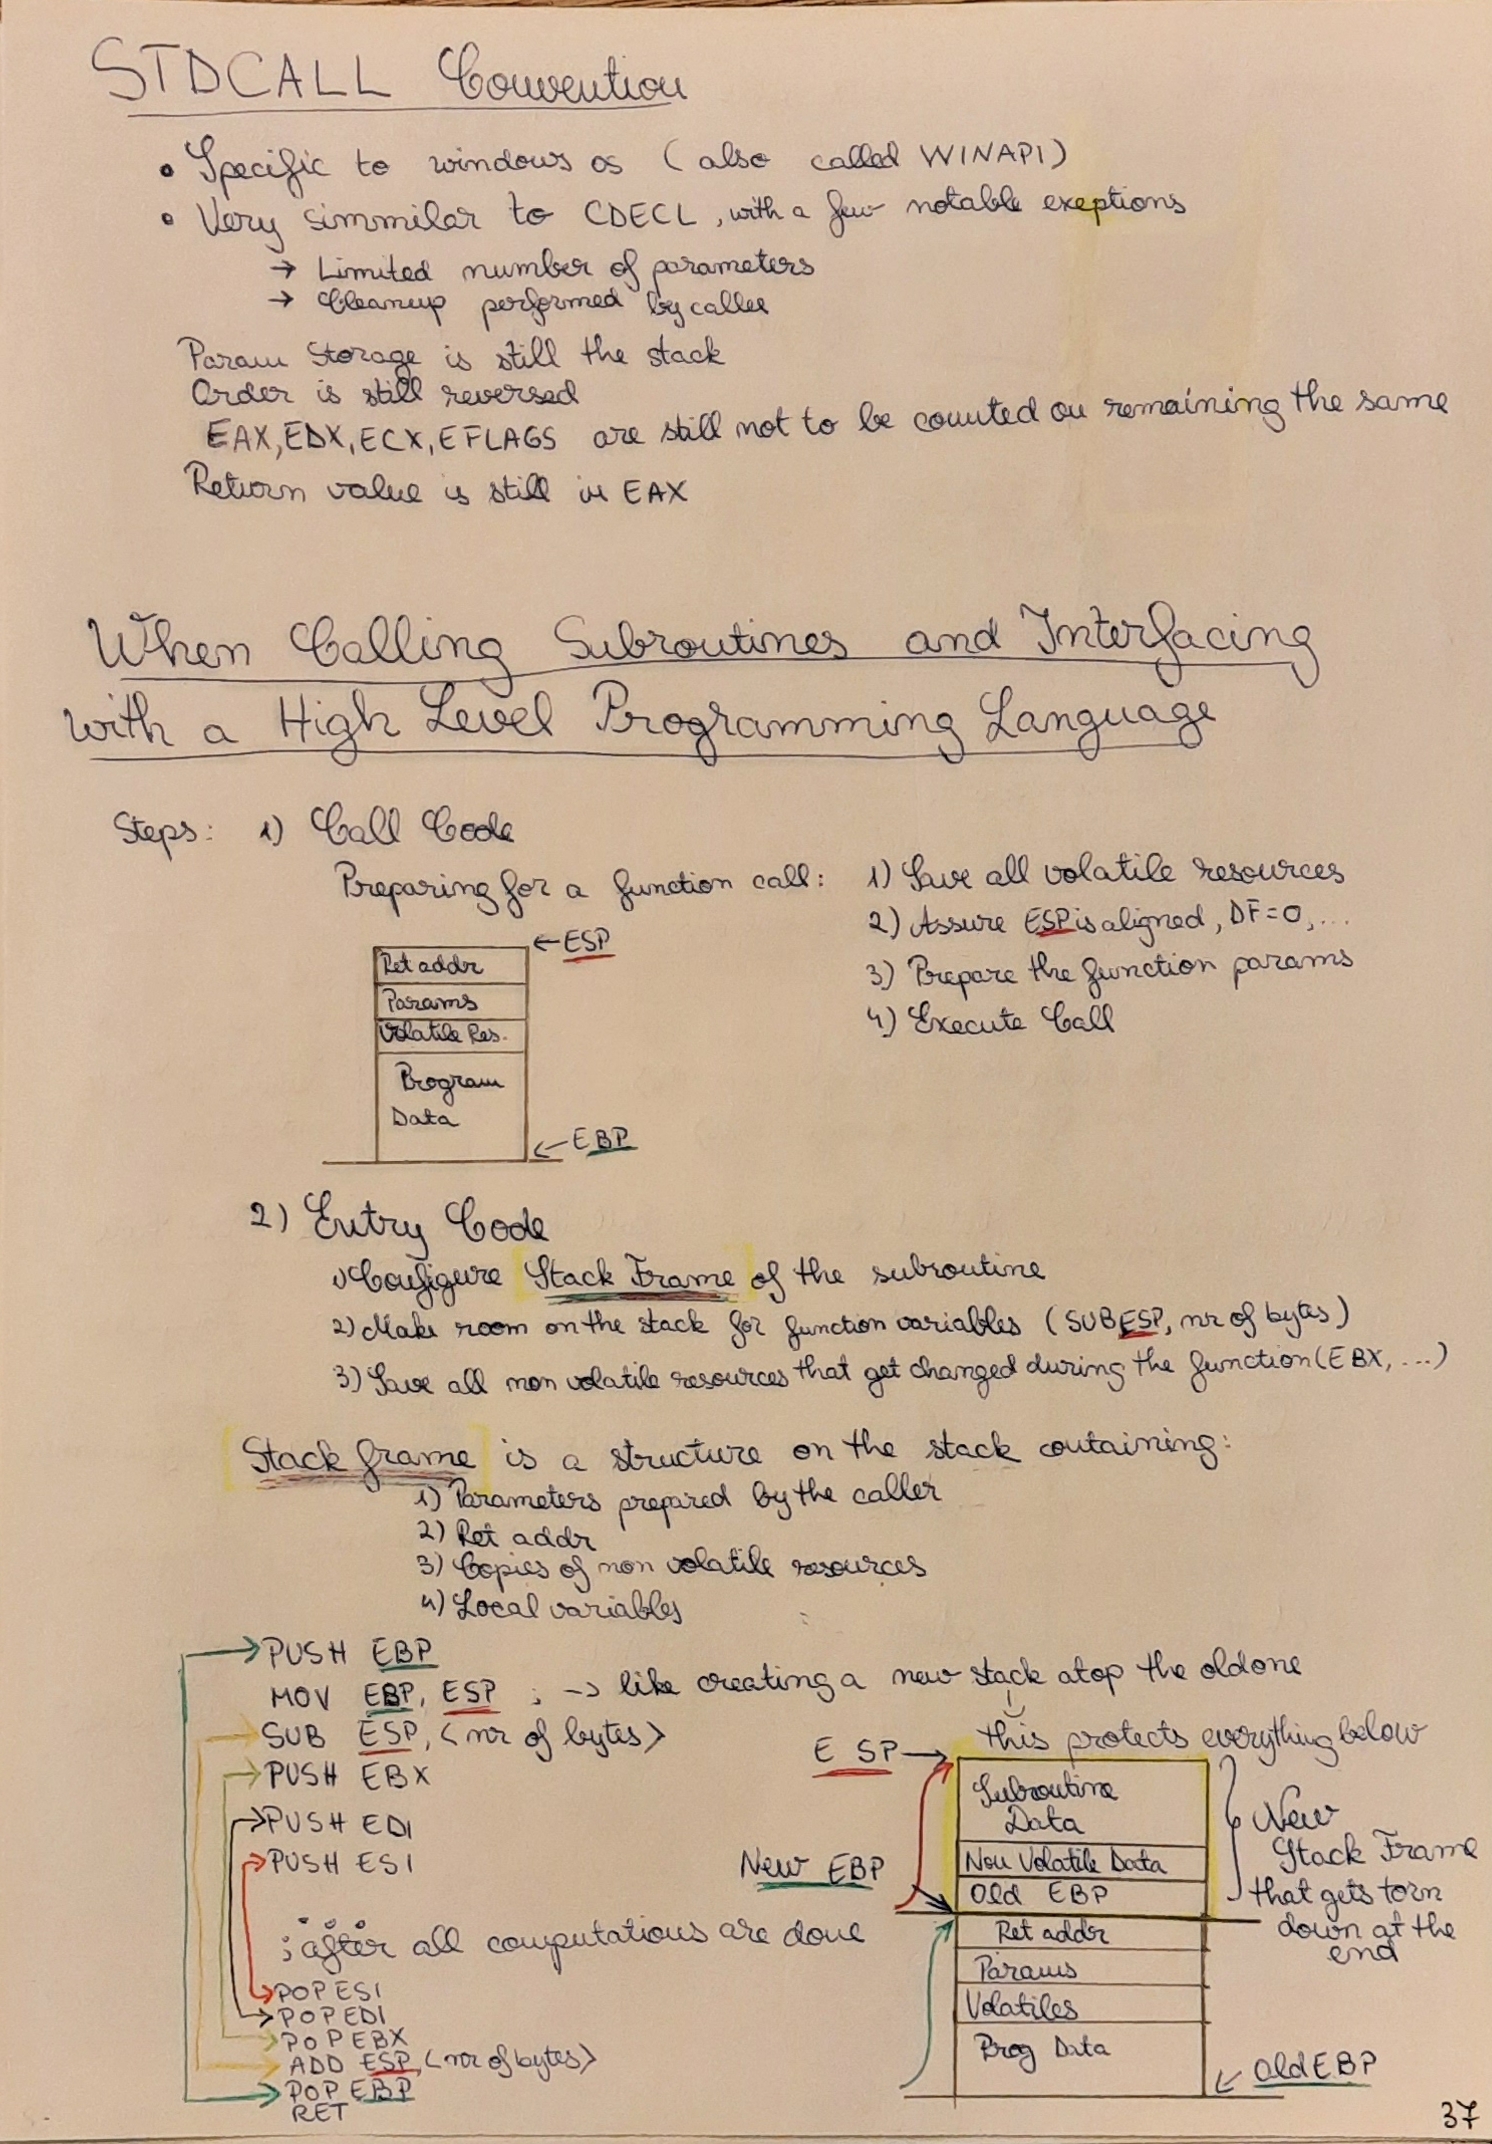 STDCALL Convention
• Specific to windows os (also called WINAPI)
• Very simmilar to CDECL, with a few notable exeptions
→ Limited number of parameters
→ Cleanup performed by callee
Param Storage is still the stack
Order is still reversed
EAX, EDX, ECX, EFLAGS are still not to be counted on remaining the same
Return value is still in EAX
When Calling Subroutines and Interfacing
with a High Level Programming Language
Steps: 1) Call Code
Preparing for a function call:
1) Save all volatile resources
2) Assure ESP is aligned, DF=0, ...
3) Prepare the function params
4) Execute Call
← ESP
Ret addr
Params
Volatile Res.
Program
Data
← EBP
2) Entry Code
1) Configure Stack Frame of the subroutine
2) Make room on the stack for function variables (SUB ESP, nr of bytes)
3) Save all non volatile resources that get changed during the function (EBX, ...)
Stack frame is a structure on the stack containing:
1) Parameters prepared by the caller
2) Ret addr
3) Copies of non volatile resources
4) Local variables
PUSH EBP
MOV EBP, ESP ; -> like creating a new stack atop the old one
SUB ESP, <nr of bytes>
PUSH EBX
PUSH EDI
PUSH ESI
...
; after all computations are done
POP ESI
POP EDI
POP EBX
ADD ESP, <nr of bytes>
POP EBP
RET
this protects everything below
ESP →
Subroutine
Data
Non Volatile Data
Old EBP
New EBP
Ret addr
Params
Volatiles
Prog Data
Old EBP
New
Stack Frame
that gets torn
down at the
end
37